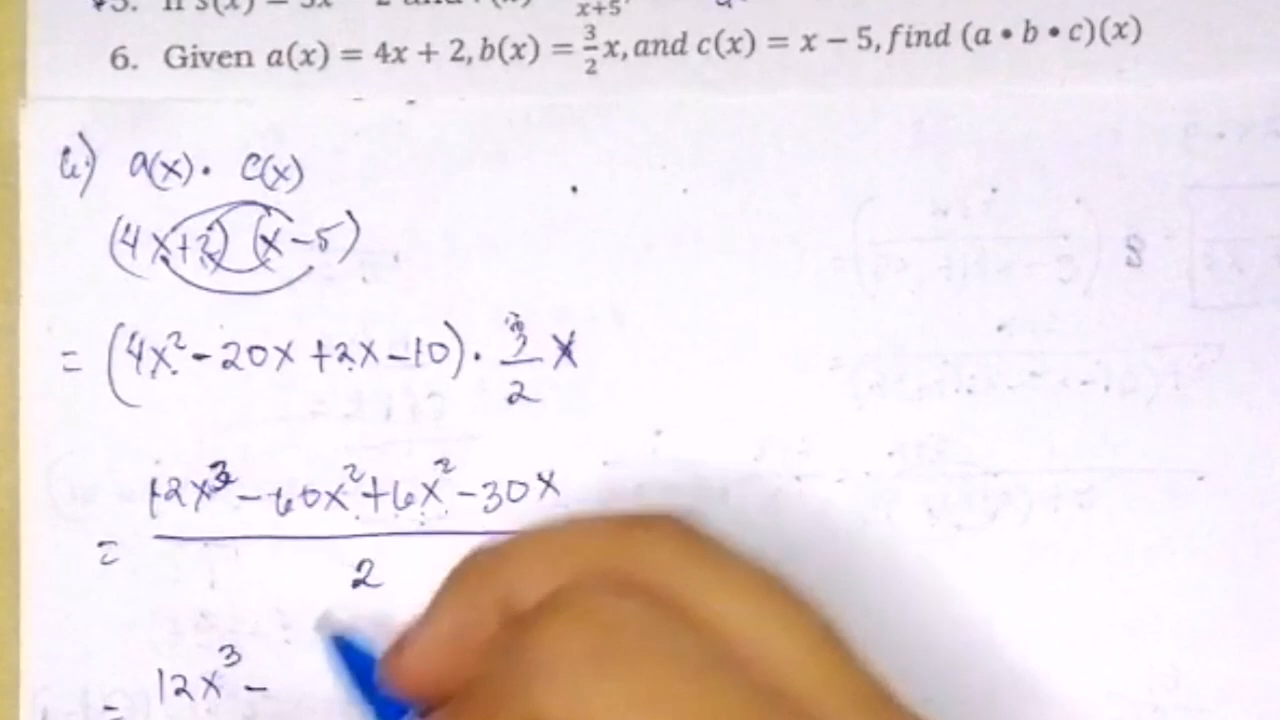 x+5
6. Given a(x) = 4x + 2, b(x) = 3/2 x, and c(x) = x − 5, find (a • b • c)(x)
a(x) · c(x)
(4x+2) (x−5)
= (4x² − 20x + 2x − 10) · 3/2 x
= 12x³ − 60x² + 6x² − 30x
2
= 12x³ −